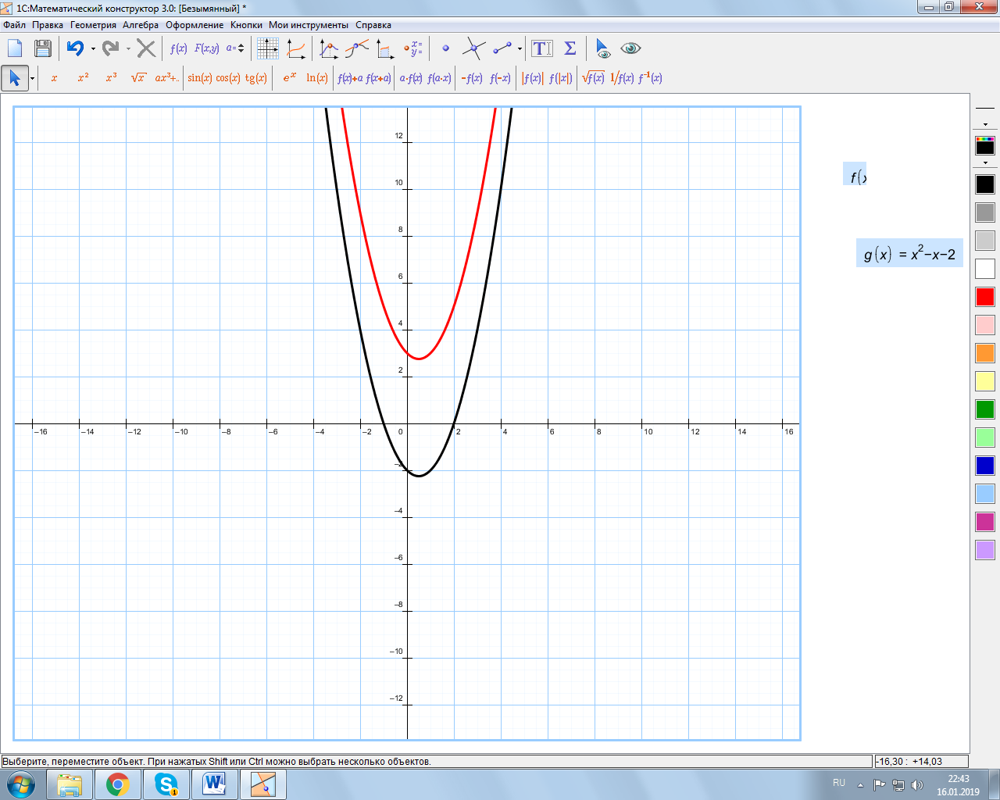 1С:Математический конструктор 3.0: [Безымянный] *
Файл Правка Геометрия Алгебра Оформление Кнопки Мои инструменты Справка
f(x) F(x,y) a= x= y= T Σ
x x² x³ √x ax³+.. sin(x) cos(x) tg(x) eˣ ln(x) f(x)+a f(x+a) a·f(x) f(a·x) -f(x) f(-x) |f(x)| f(|x|) √f(x) 1/f(x) f⁻¹(x)
12
10
8
6
4
2
−16 −14 −12 −10 −8 −6 −4 −2 0 2 4 6 8 10 12 14 16
−2
−4
−6
−8
−10
−12
f(x
g(x) = x²−x−2
Выберите, переместите объект. При нажатых Shift или Ctrl можно выбрать несколько объектов.
-16,30 : +14,03
RU
22:43
16.01.2019